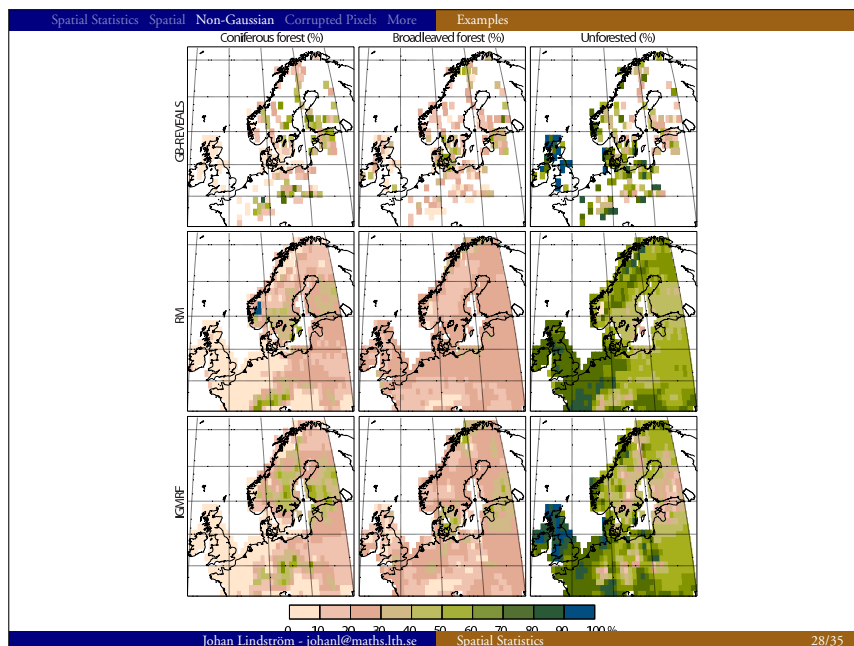 Spatial Statistics Spatial Non-Gaussian Corrupted Pixels More Examples
Coniferous forest (%) Broadleaved forest (%) Unforested (%)
GB-REVEALS
RM
IGMRF
0 10 20 30 40 50 60 70 80 90 100 %
Johan Lindström - johanl@maths.lth.se Spatial Statistics 28/35